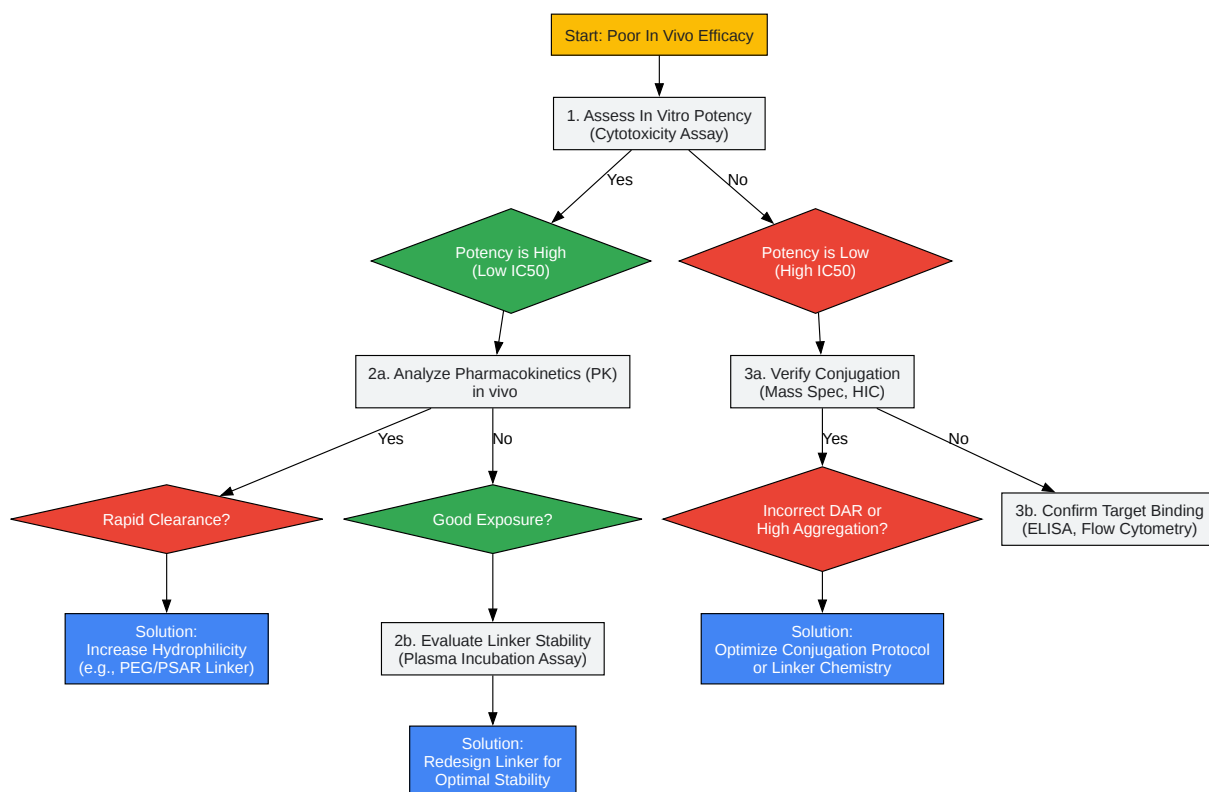 Start: Poor In Vivo Efficacy
1. Assess In Vitro Potency
(Cytotoxicity Assay)
Yes
No
Potency is High
(Low IC50)
Potency is Low
(High IC50)
2a. Analyze Pharmacokinetics (PK)
in vivo
3a. Verify Conjugation
(Mass Spec, HIC)
Yes
No
Yes
No
Rapid Clearance?
Good Exposure?
Incorrect DAR or
High Aggregation?
3b. Confirm Target Binding
(ELISA, Flow Cytometry)
Solution:
Increase Hydrophilicity
(e.g., PEG/PSAR Linker)
2b. Evaluate Linker Stability
(Plasma Incubation Assay)
Solution:
Optimize Conjugation Protocol
or Linker Chemistry
Solution:
Redesign Linker for
Optimal Stability